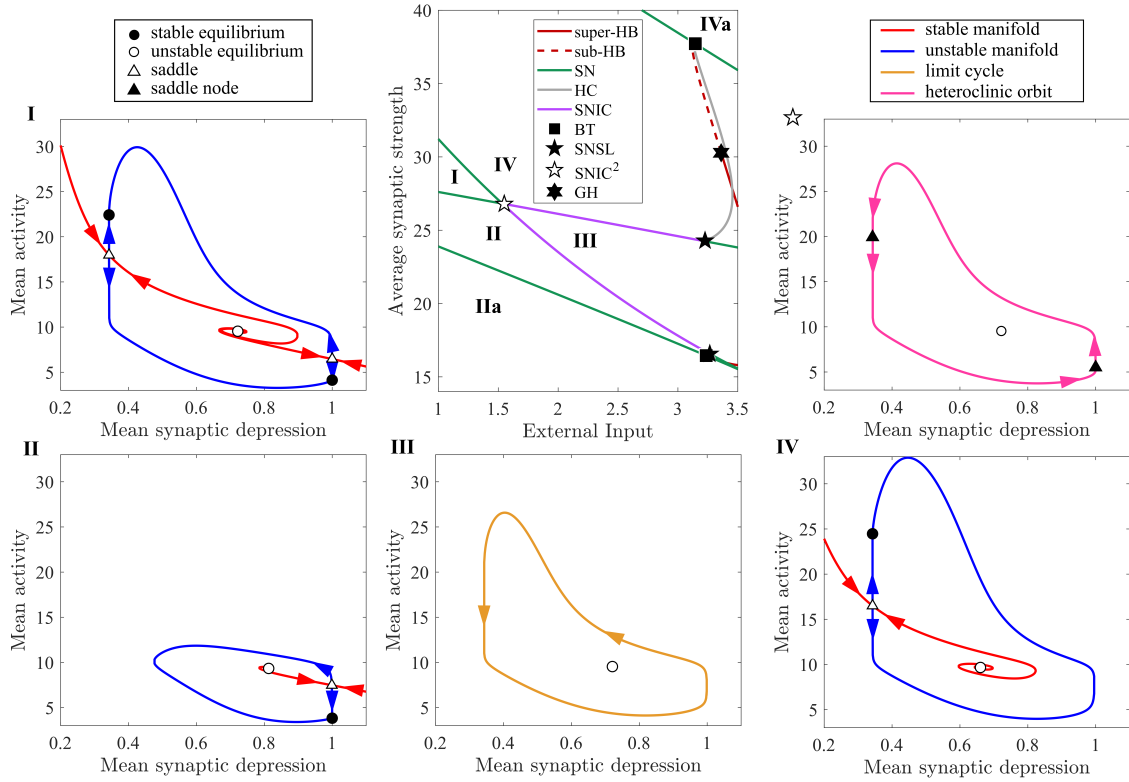 stable equilibrium
unstable equilibrium
saddle
saddle node
I
Mean activity
30
25
20
15
10
5
0.2 0.4 0.6 0.8 1
Mean synaptic depression
super-HB
sub-HB
SN
HC
SNIC
BT
SNSL
SNIC²
GH
IVa
IV
I
II
III
IIa
Average synaptic strength
40
35
30
25
20
15
1 1.5 2 2.5 3 3.5
External Input
stable manifold
unstable manifold
limit cycle
heteroclinic orbit
Mean activity
30
25
20
15
10
5
0.2 0.4 0.6 0.8 1
Mean synaptic depression
II
Mean activity
30
25
20
15
10
5
0.2 0.4 0.6 0.8 1
Mean synaptic depression
III
Mean activity
30
25
20
15
10
5
0.2 0.4 0.6 0.8 1
Mean synaptic depression
IV
Mean activity
30
25
20
15
10
5
0.2 0.4 0.6 0.8 1
Mean synaptic depression